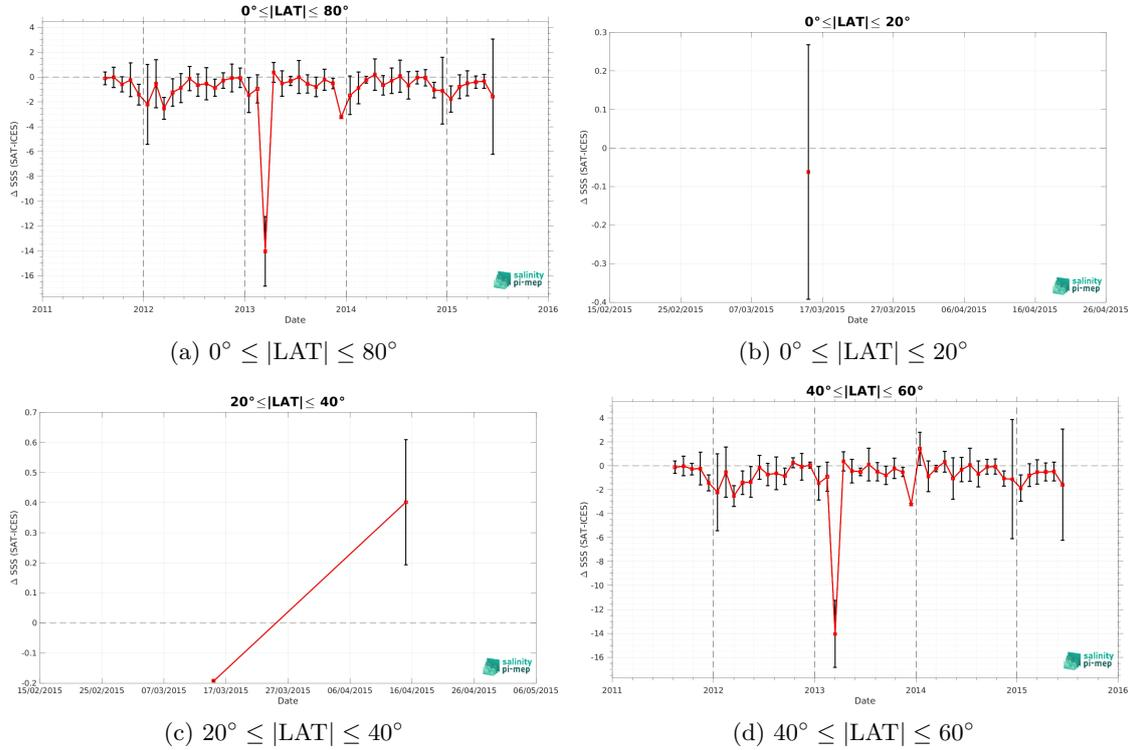 0°≤|LAT|≤ 80°
4
2
0
-2
-4
-6
-8
-10
-12
-14
-16
Δ SSS (SAT-ICES)
2011
2012
2013
2014
2015
2016
Date
salinity
pi-mep
(a) 0° ≤ |LAT| ≤ 80°
0°≤|LAT|≤ 20°
0.3
0.2
0.1
0
-0.1
-0.2
-0.3
-0.4
Δ SSS (SAT-ICES)
15/02/2015
25/02/2015
07/03/2015
17/03/2015
27/03/2015
06/04/2015
16/04/2015
26/04/2015
Date
salinity
pi-mep
(b) 0° ≤ |LAT| ≤ 20°
20°≤|LAT|≤ 40°
0.7
0.6
0.5
0.4
0.3
0.2
0.1
0
-0.1
-0.2
Δ SSS (SAT-ICES)
15/02/2015
25/02/2015
07/03/2015
17/03/2015
27/03/2015
06/04/2015
16/04/2015
26/04/2015
06/05/2015
Date
salinity
pi-mep
(c) 20° ≤ |LAT| ≤ 40°
40°≤|LAT|≤ 60°
4
2
0
-2
-4
-6
-8
-10
-12
-14
-16
Δ SSS (SAT-ICES)
2011
2012
2013
2014
2015
2016
Date
salinity
pi-mep
(d) 40° ≤ |LAT| ≤ 60°